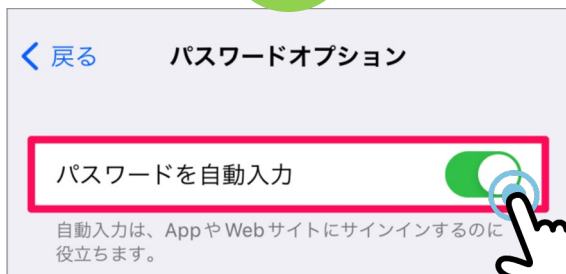 戻る パスワードオプション
パスワードを自動入力
自動入力は、AppやWebサイトにサインインするのに
役立ちます。